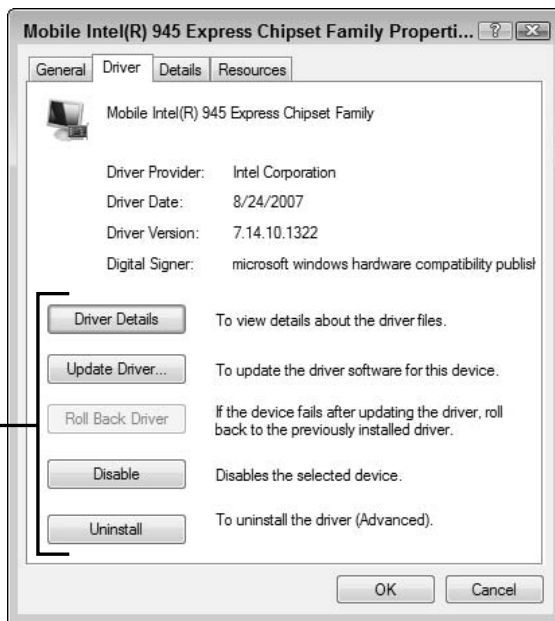 Mobile Intel(R) 945 Express Chipset Family Properti...
General Driver Details Resources
Mobile Intel(R) 945 Express Chipset Family
Driver Provider: Intel Corporation
Driver Date: 8/24/2007
Driver Version: 7.14.10.1322
Digital Signer: microsoft windows hardware compatibility publish
Driver Details To view details about the driver files.
Update Driver... To update the driver software for this device.
Roll Back Driver If the device fails after updating the driver, roll
back to the previously installed driver.
Disable Disables the selected device.
Uninstall To uninstall the driver (Advanced).
OK Cancel